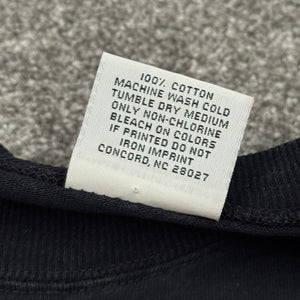 100% COTTON
MACHINE WASH COLD
TUMBLE DRY MEDIUM
ONLY NON-CHLORINE
BLEACH ON COLORS
IF PRINTED DO NOT
IRON IMPRINT
CONCORD, NC 28027